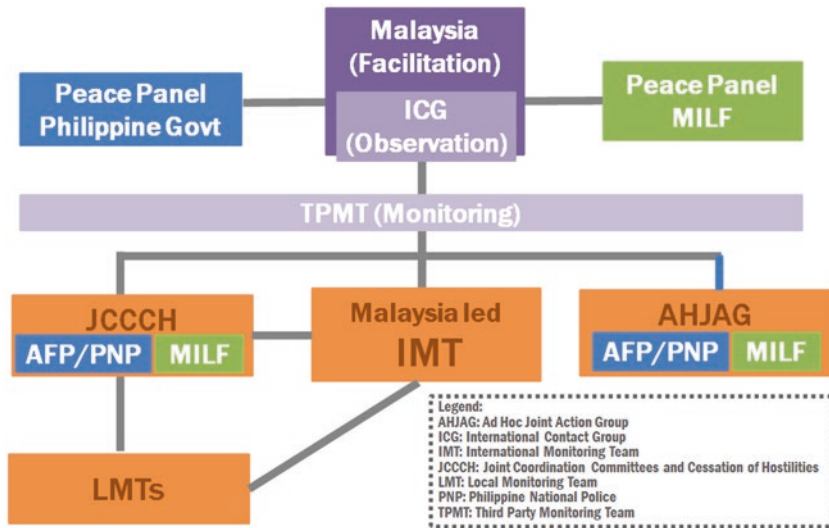 Malaysia
(Facilitation)
Peace Panel
Philippine Govt
ICG
(Observation)
Peace Panel
MILF
TPMT (Monitoring)
JCCCH
AFP/PNP
MILF
Malaysia led
IMT
AHJAG
AFP/PNP
MILF
LMTs
Legend:
AHJAG: Ad Hoc Joint Action Group
ICG: International Contact Group
IMT: International Monitoring Team
JCCCH: Joint Coordination Committees and Cessation of Hostilities
LMT: Local Monitoring Team
PNP: Philippine National Police
TPMT: Third Party Monitoring Team